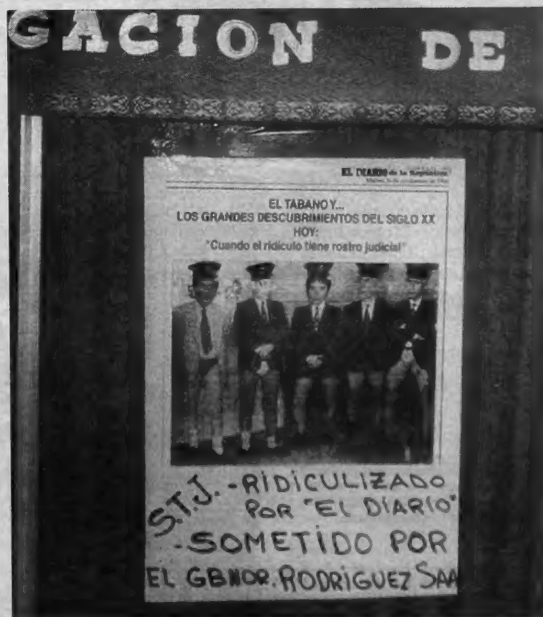 GACION DE
EL DIARIO de la República
EL TABANO Y...
LOS GRANDES DESCUBRIMIENTOS DEL SIGLO XX
HOY:
"Cuando el ridículo tiene rostro judicial"
S.T.J. - RIDICULIZADO
POR "EL DIARIO"
- SOMETIDO POR
EL GBNOR. RODRIGUEZ SAA